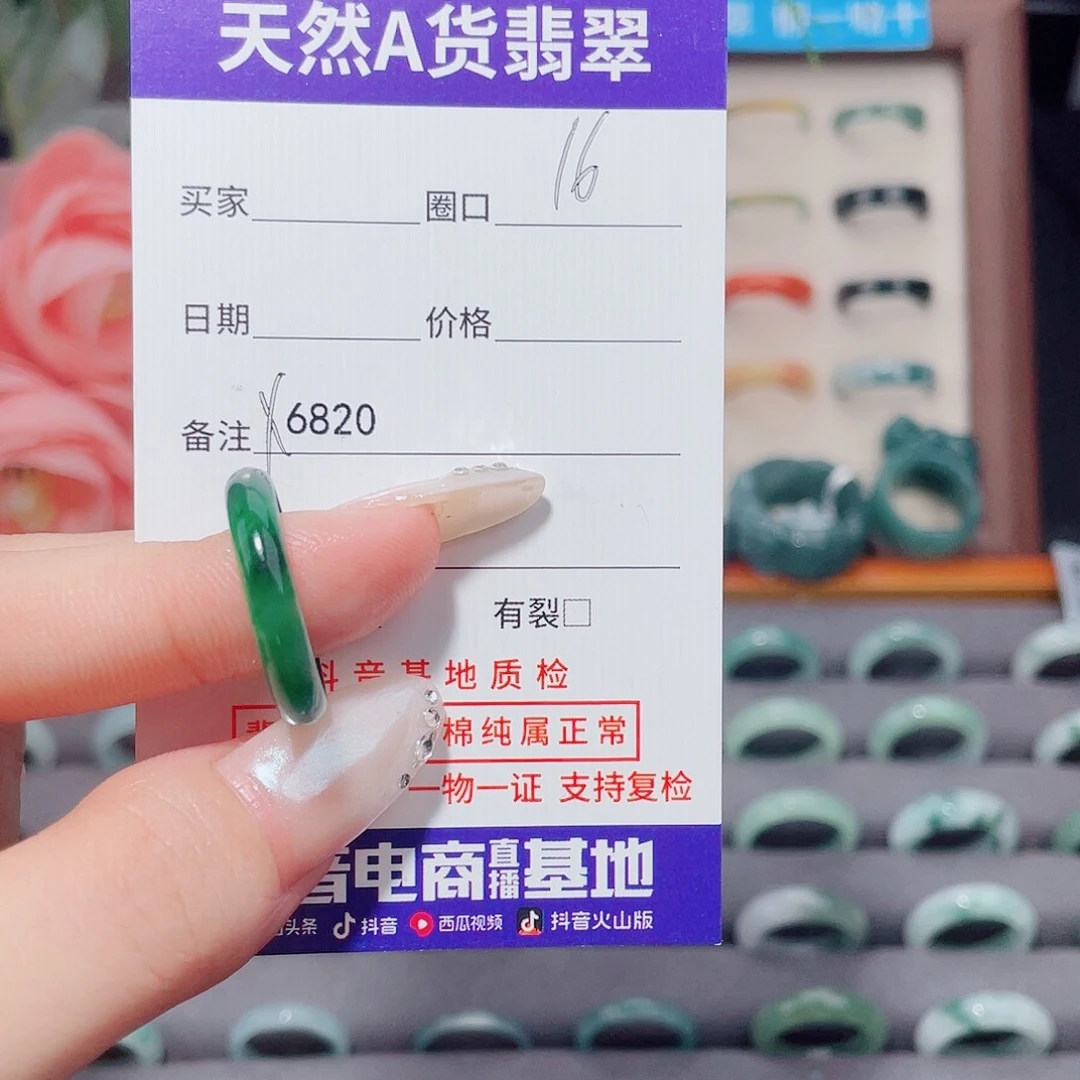 天然A货翡翠
买家 圈口 16
日期 价格
备注 X6820
有裂□
音基地质检
棉纯属正常
一物一证 支持复检
音电商直播基地
头条 抖音 西瓜视频 抖音火山版